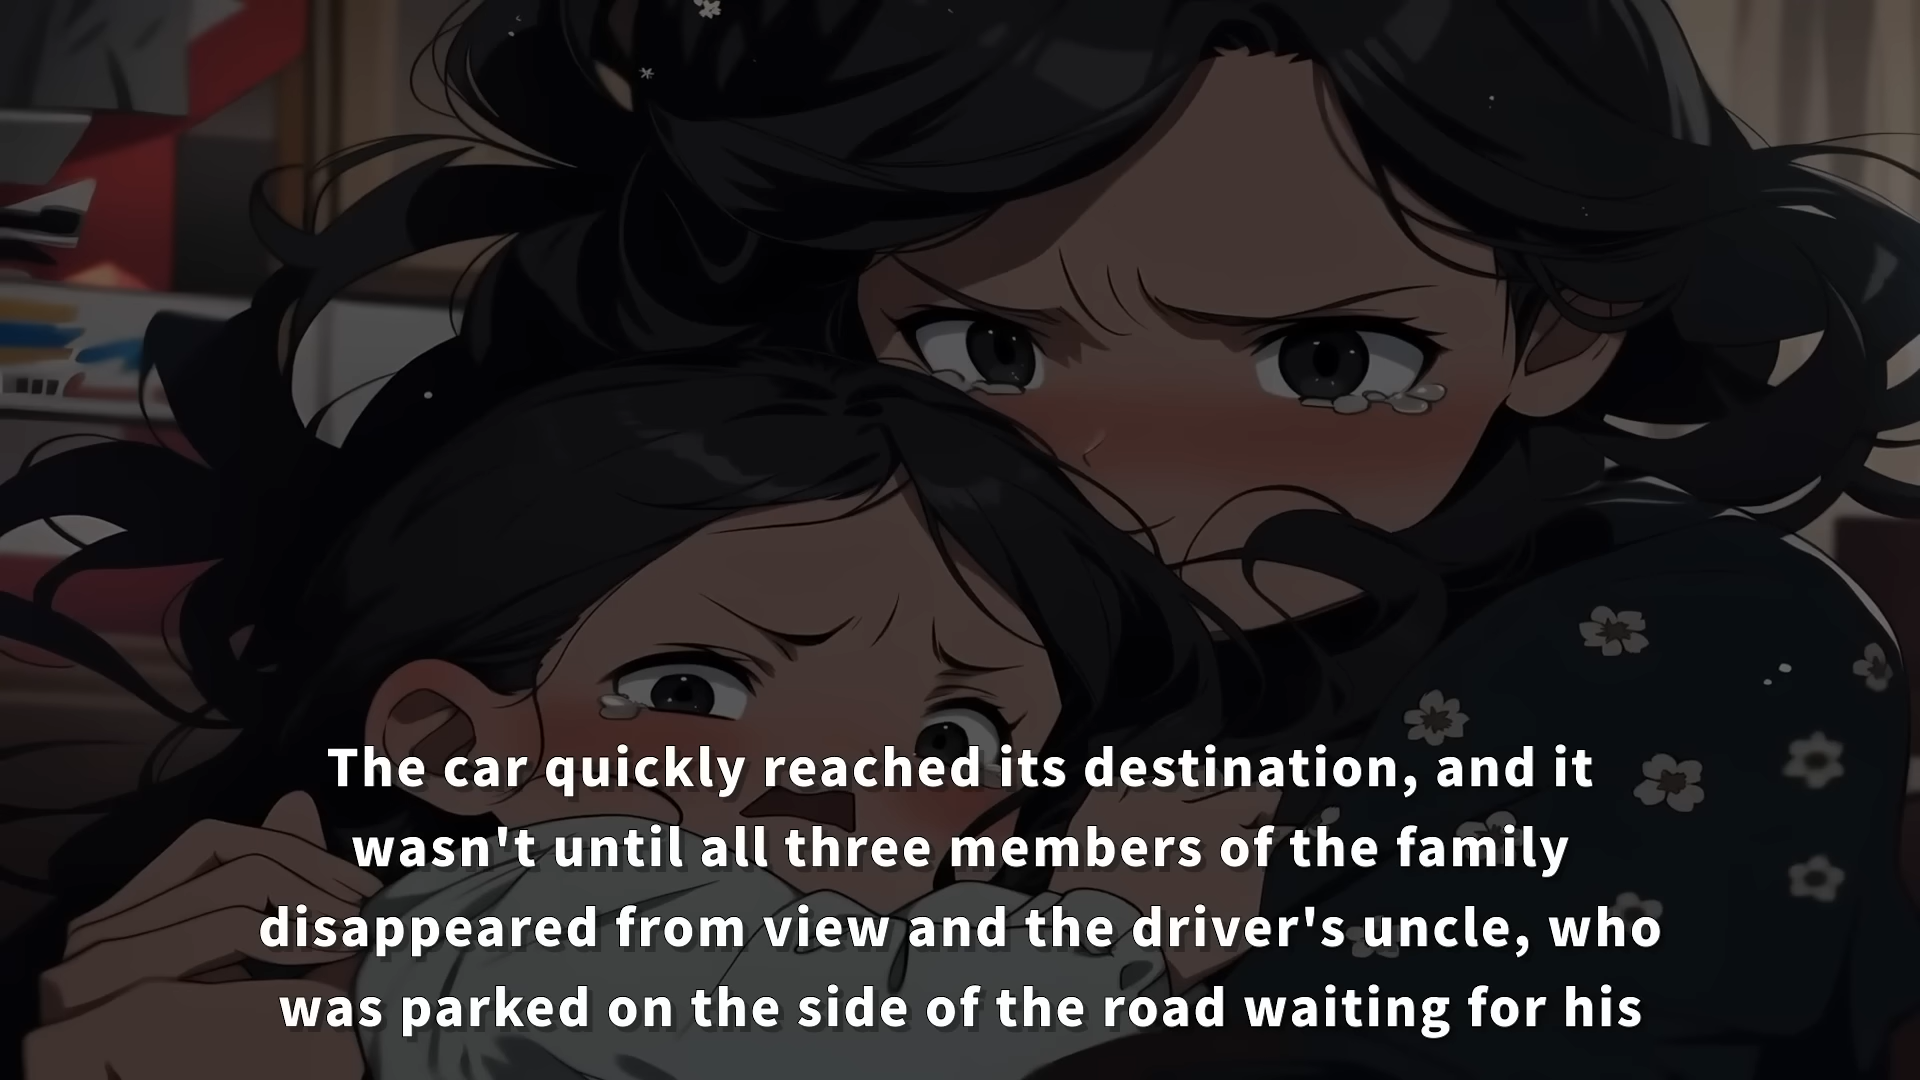 The car quickly reached its destination, and it
wasn't until all three members of the family
disappeared from view and the driver's uncle, who
was parked on the side of the road waiting for his